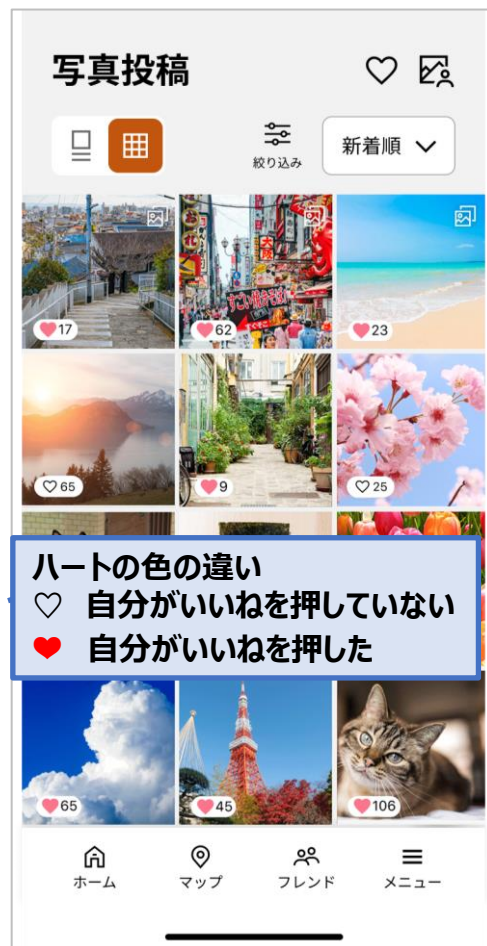 写真投稿
絞り込み
新着順
17
62
23
65
9
25
ハートの色の違い
♡ 自分がいいねを押していない
♥ 自分がいいねを押した
65
45
106
ホーム
マップ
フレンド
メニュー